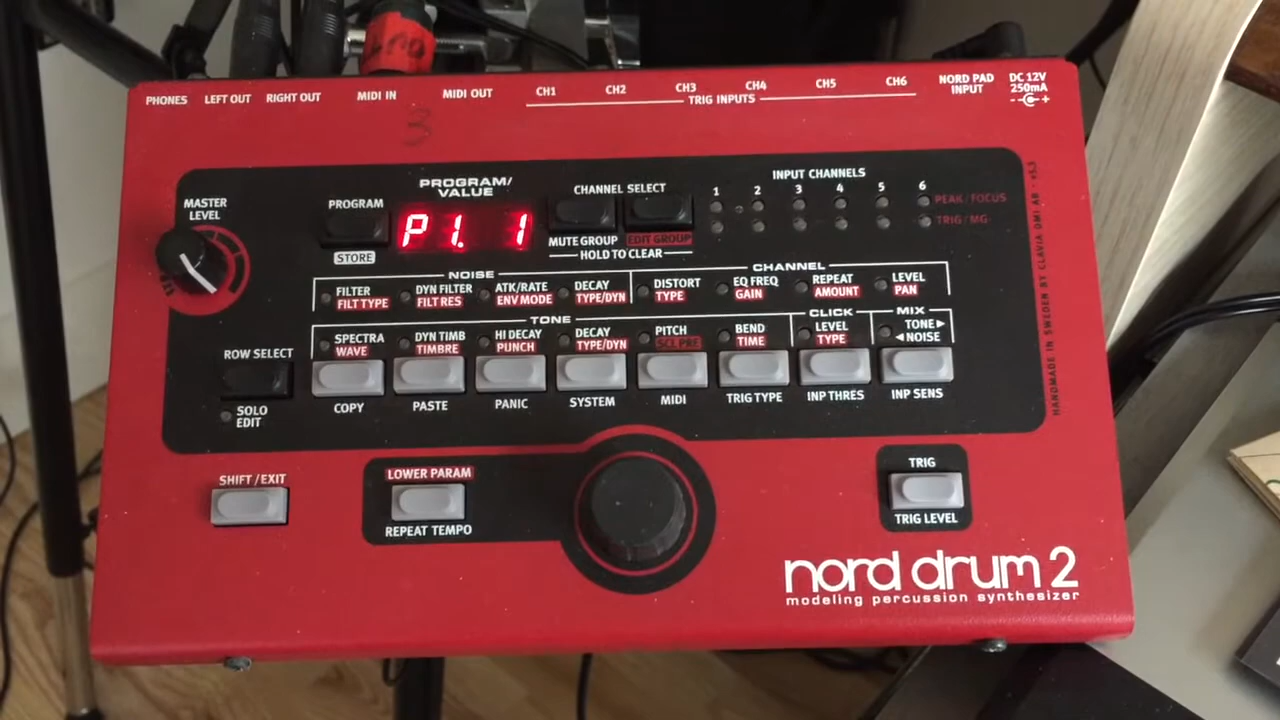 PHONES LEFT OUT RIGHT OUT MIDI IN MIDI OUT CH1 CH2 CH3 CH4 CH5 CH6 NORD PAD INPUT DC 12V 250mA
TRIG INPUTS
3
MASTER LEVEL
PROGRAM
STORE
PROGRAM/
VALUE
P1. 1
CHANNEL SELECT
MUTE GROUP EDIT GROUP
HOLD TO CLEAR
INPUT CHANNELS
1 2 3 4 5 6
PEAK/FOCUS
TRIG/MG
NOISE CHANNEL
FILTER DYN FILTER ATK/RATE DECAY DISTORT EQ FREQ REPEAT LEVEL
FILT TYPE FILT RES ENV MODE TYPE/DYN TYPE GAIN AMOUNT PAN
TONE CLICK MIX
SPECTRA DYN TIMB HI DECAY DECAY PITCH BEND LEVEL TONE►
WAVE TIMBRE PUNCH TYPE/DYN SCL PRE TIME TYPE ◄NOISE
ROW SELECT
COPY PASTE PANIC SYSTEM MIDI TRIG TYPE INP THRES INP SENS
SOLO
EDIT
HANDMADE IN SWEDEN BY CLAVIA DMI AB
SHIFT/EXIT
LOWER PARAM
REPEAT TEMPO
TRIG
TRIG LEVEL
nord drum 2
modeling percussion synthesizer